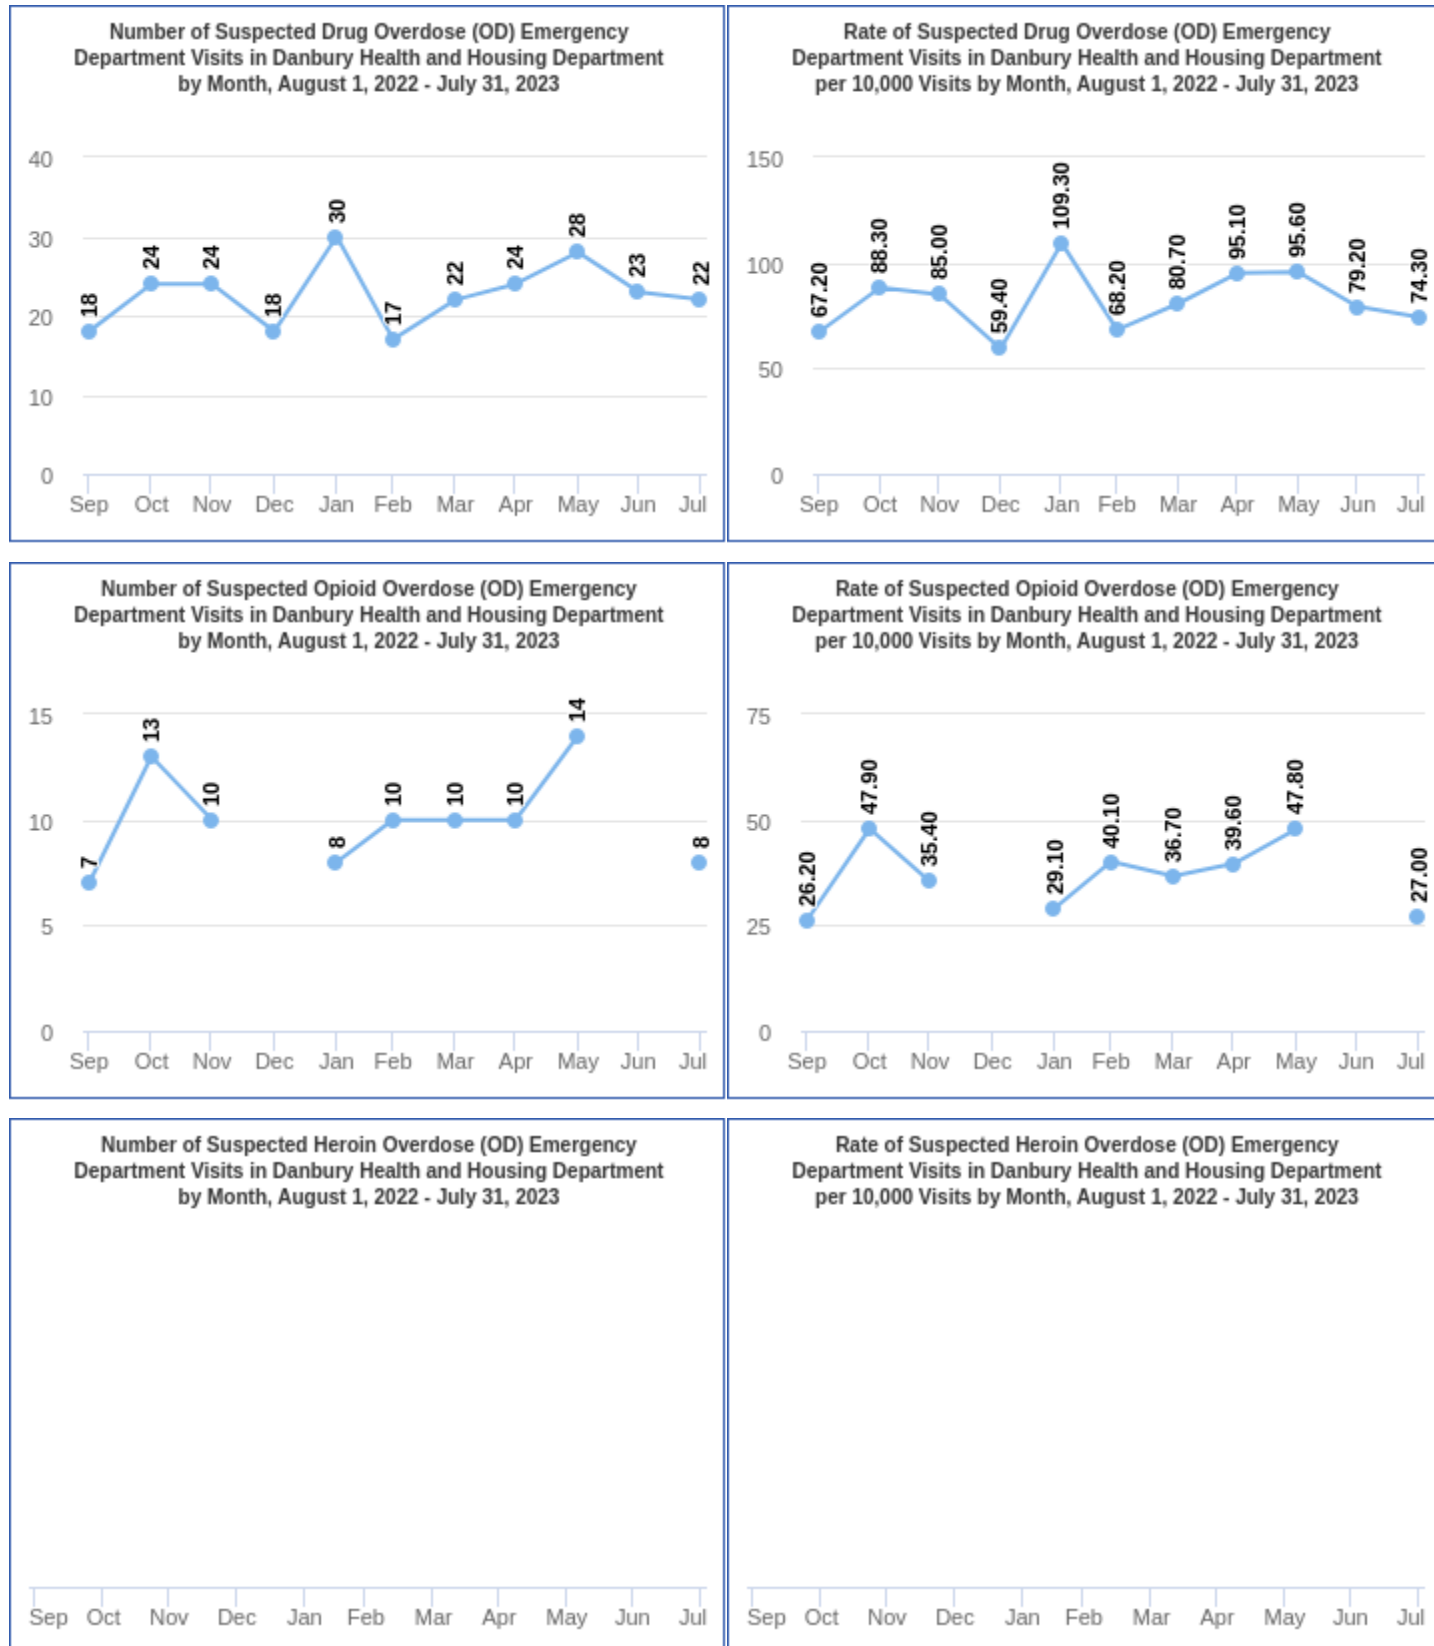 Number of Suspected Drug Overdose (OD) Emergency
Department Visits in Danbury Health and Housing Department
by Month, August 1, 2022 - July 31, 2023
40
30
20
10
0
18
24
24
18
30
17
22
24
28
23
22
Sep Oct Nov Dec Jan Feb Mar Apr May Jun Jul
Rate of Suspected Drug Overdose (OD) Emergency
Department Visits in Danbury Health and Housing Department
per 10,000 Visits by Month, August 1, 2022 - July 31, 2023
150
100
50
0
67.20
88.30
85.00
59.40
109.30
68.20
80.70
95.10
95.60
79.20
74.30
Sep Oct Nov Dec Jan Feb Mar Apr May Jun Jul
Number of Suspected Opioid Overdose (OD) Emergency
Department Visits in Danbury Health and Housing Department
by Month, August 1, 2022 - July 31, 2023
15
10
5
0
7
13
10
8
10
10
10
14
8
Sep Oct Nov Dec Jan Feb Mar Apr May Jun Jul
Rate of Suspected Opioid Overdose (OD) Emergency
Department Visits in Danbury Health and Housing Department
per 10,000 Visits by Month, August 1, 2022 - July 31, 2023
75
50
25
0
26.20
47.90
35.40
29.10
40.10
36.70
39.60
47.80
27.00
Sep Oct Nov Dec Jan Feb Mar Apr May Jun Jul
Number of Suspected Heroin Overdose (OD) Emergency
Department Visits in Danbury Health and Housing Department
by Month, August 1, 2022 - July 31, 2023
Sep Oct Nov Dec Jan Feb Mar Apr May Jun Jul
Rate of Suspected Heroin Overdose (OD) Emergency
Department Visits in Danbury Health and Housing Department
per 10,000 Visits by Month, August 1, 2022 - July 31, 2023
Sep Oct Nov Dec Jan Feb Mar Apr May Jun Jul